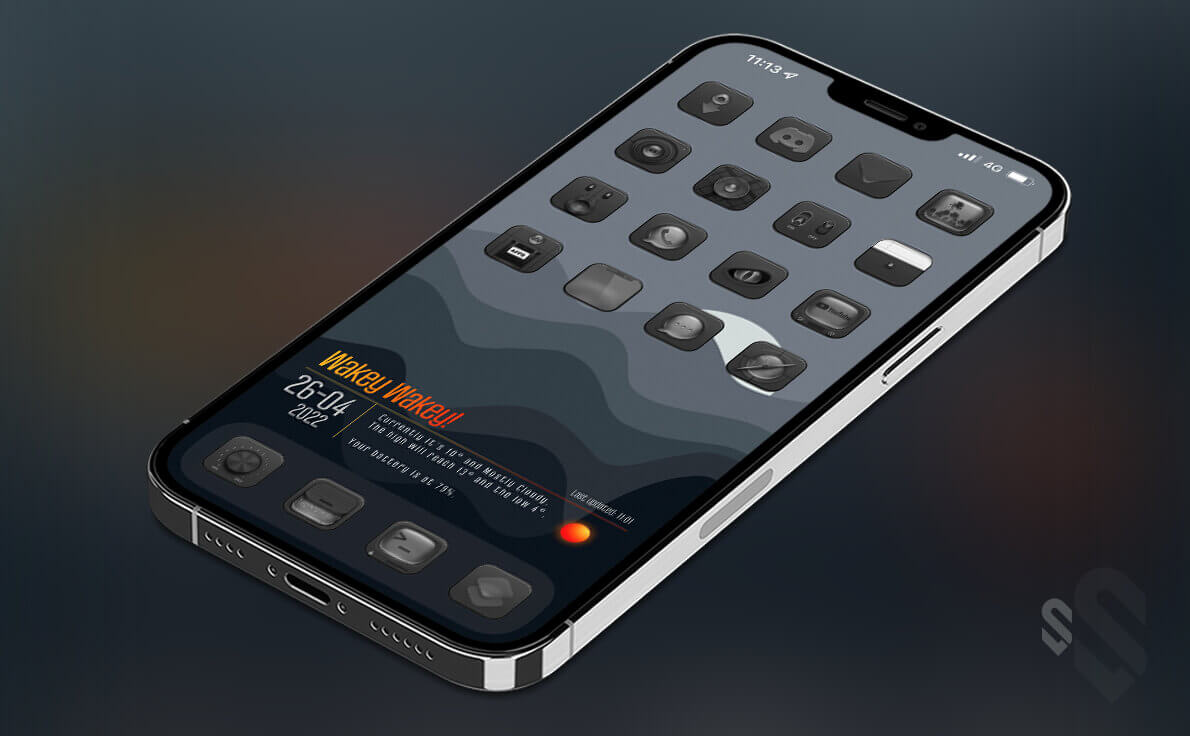 11:13
4G
YouTube
Wakey Wakey!
26-04
2022
Currently it's 10° and Mostly Cloudy.
The high will reach 13° and the low 4°.
Your battery is at 79%.
Last updated: 11:01